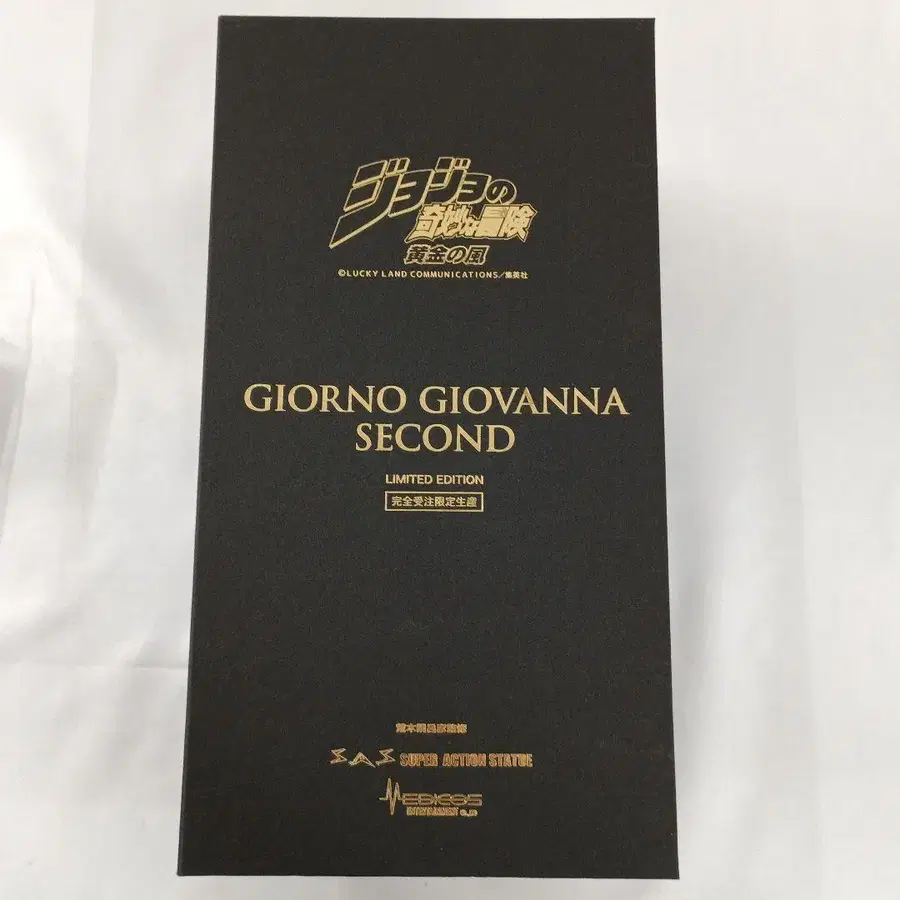 ジョジョの
奇妙な冒険
黄金の風
©LUCKY LAND COMMUNICATIONS／集英社
GIORNO GIOVANNA
SECOND
LIMITED EDITION
完全受注限定生産
荒木飛呂彦監修
SAS SUPER ACTION STATUE
MEDICOS
ENTERTAINMENT